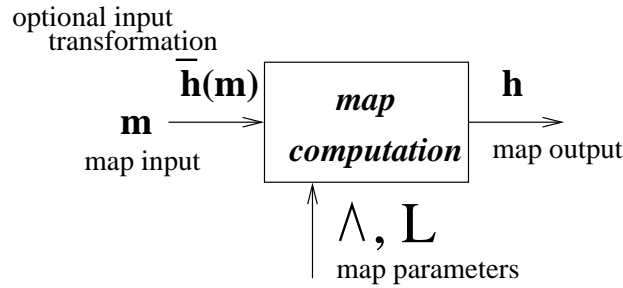 optional input
transformation
h̅(m)
m
map input
map
computation
h
map output
Λ, L
map parameters